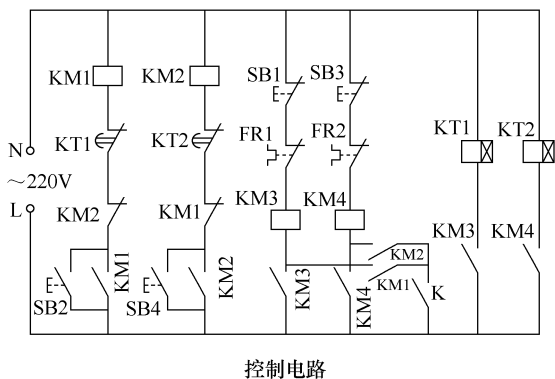 KM1
KM2
SB1
SB3
KT1
KT2
N
KT1
KT2
FR1
FR2
～220V
L
KM2
KM1
KM3
KM4
KM3
KM4
KM2
KM1
K
SB2
KM1
SB4
KM2
KM3
KM4
控制电路